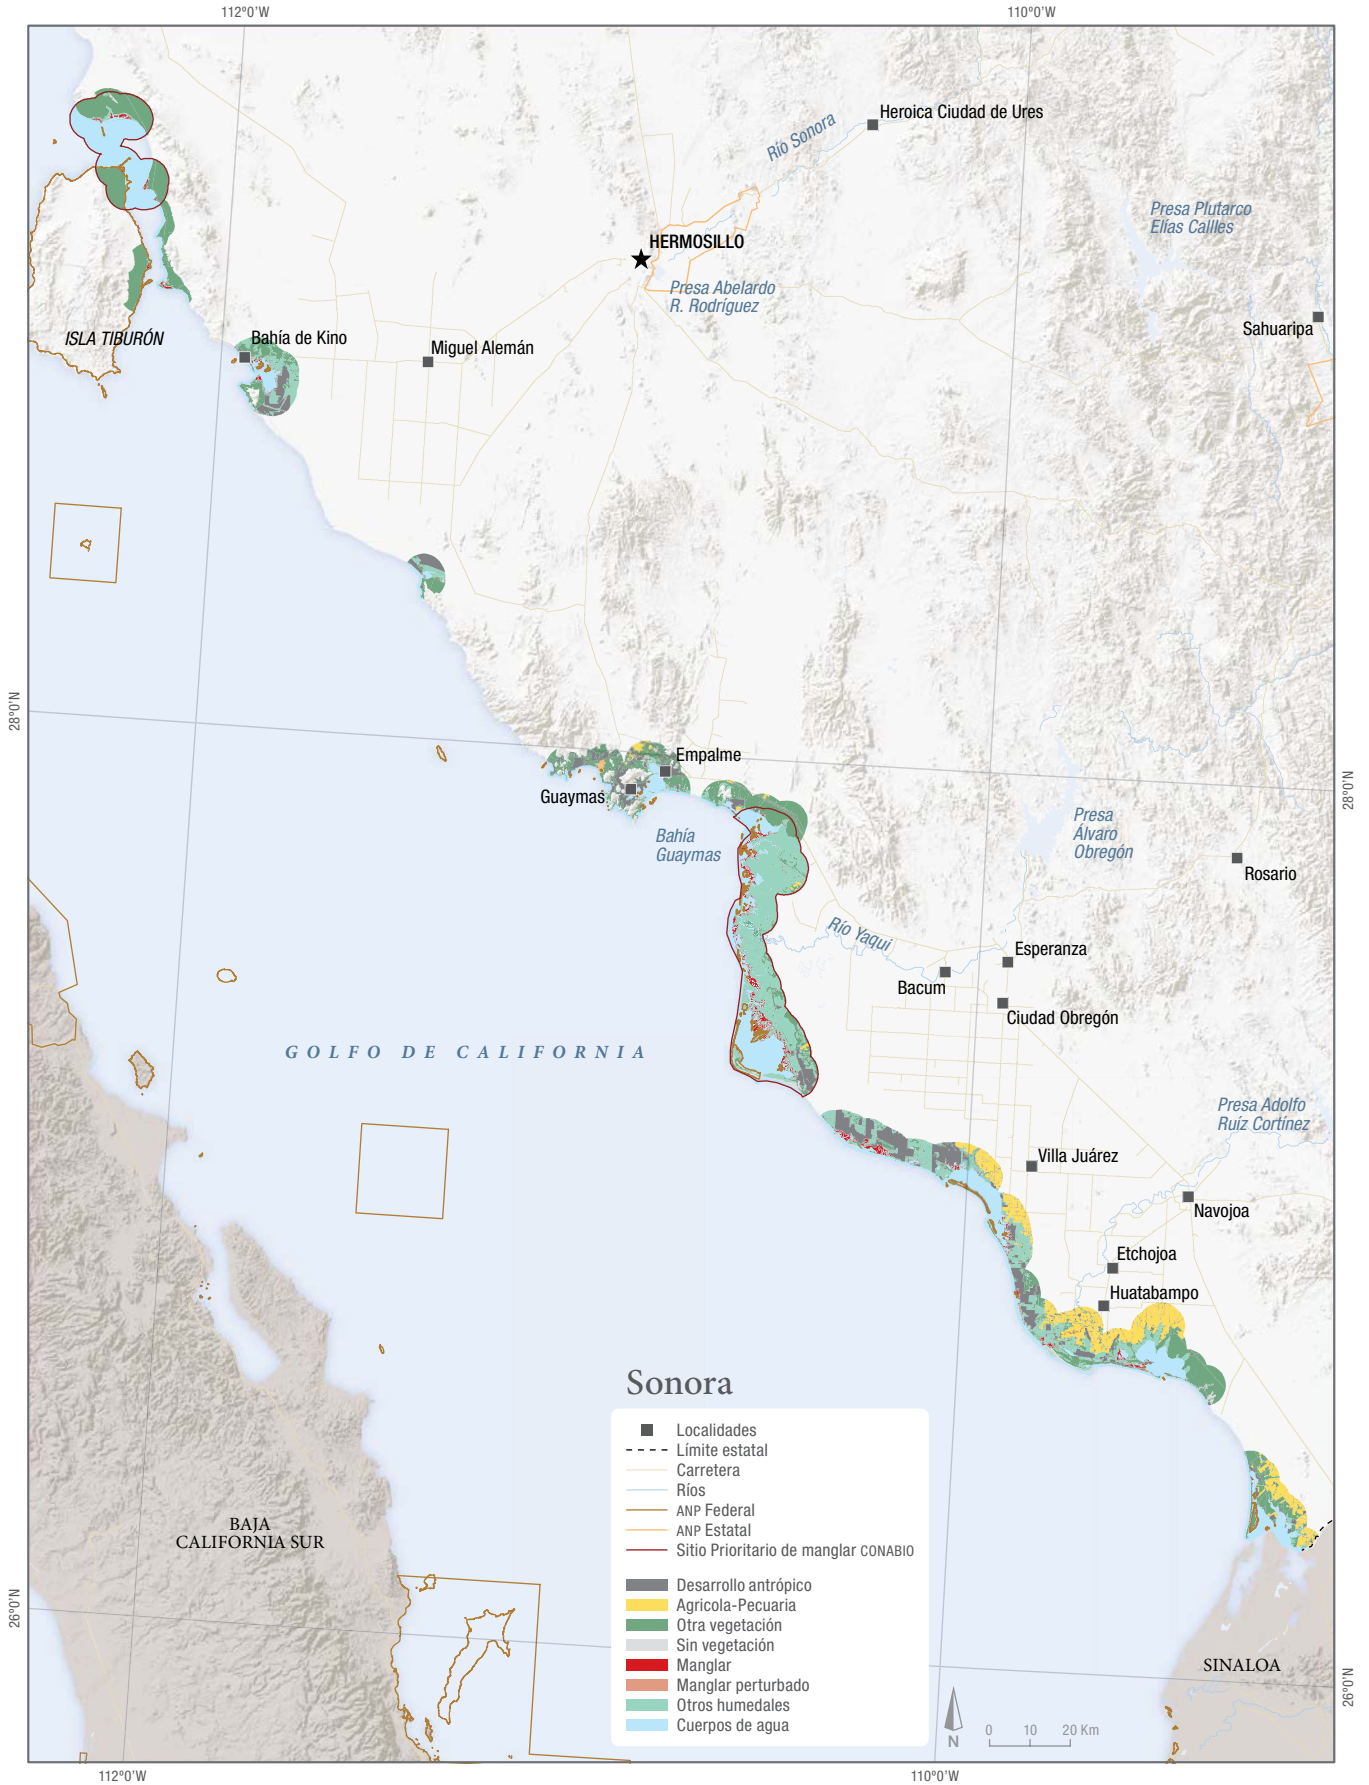 112°0'W
110°0'W
Heroica Ciudad de Ures
Río Sonora
Presa Plutarco
Elías Callles
HERMOSILLO
Presa Abelardo
R. Rodríguez
Sahuaripa
ISLA TIBURÓN
Bahía de Kino
Miguel Alemán
28°0'N
28°0'N
Empalme
Guaymas
Bahía
Guaymas
Presa
Álvaro
Obregón
Rosario
Río Yaqui
Esperanza
Bacum
Ciudad Obregón
GOLFO DE CALIFORNIA
Presa Adolfo
Ruíz Cortínez
Villa Juárez
Navojoa
Etchojoa
Huatabampo
Sonora
Localidades
Límite estatal
Carretera
Ríos
ANP Federal
ANP Estatal
Sitio Prioritario de manglar CONABIO
Desarrollo antrópico
Agricola-Pecuaria
Otra vegetación
Sin vegetación
Manglar
Manglar perturbado
Otros humedales
Cuerpos de agua
BAJA
CALIFORNIA SUR
26°0'N
SINALOA
26°0'N
N
0 10 20 Km
112°0'W
110°0'W